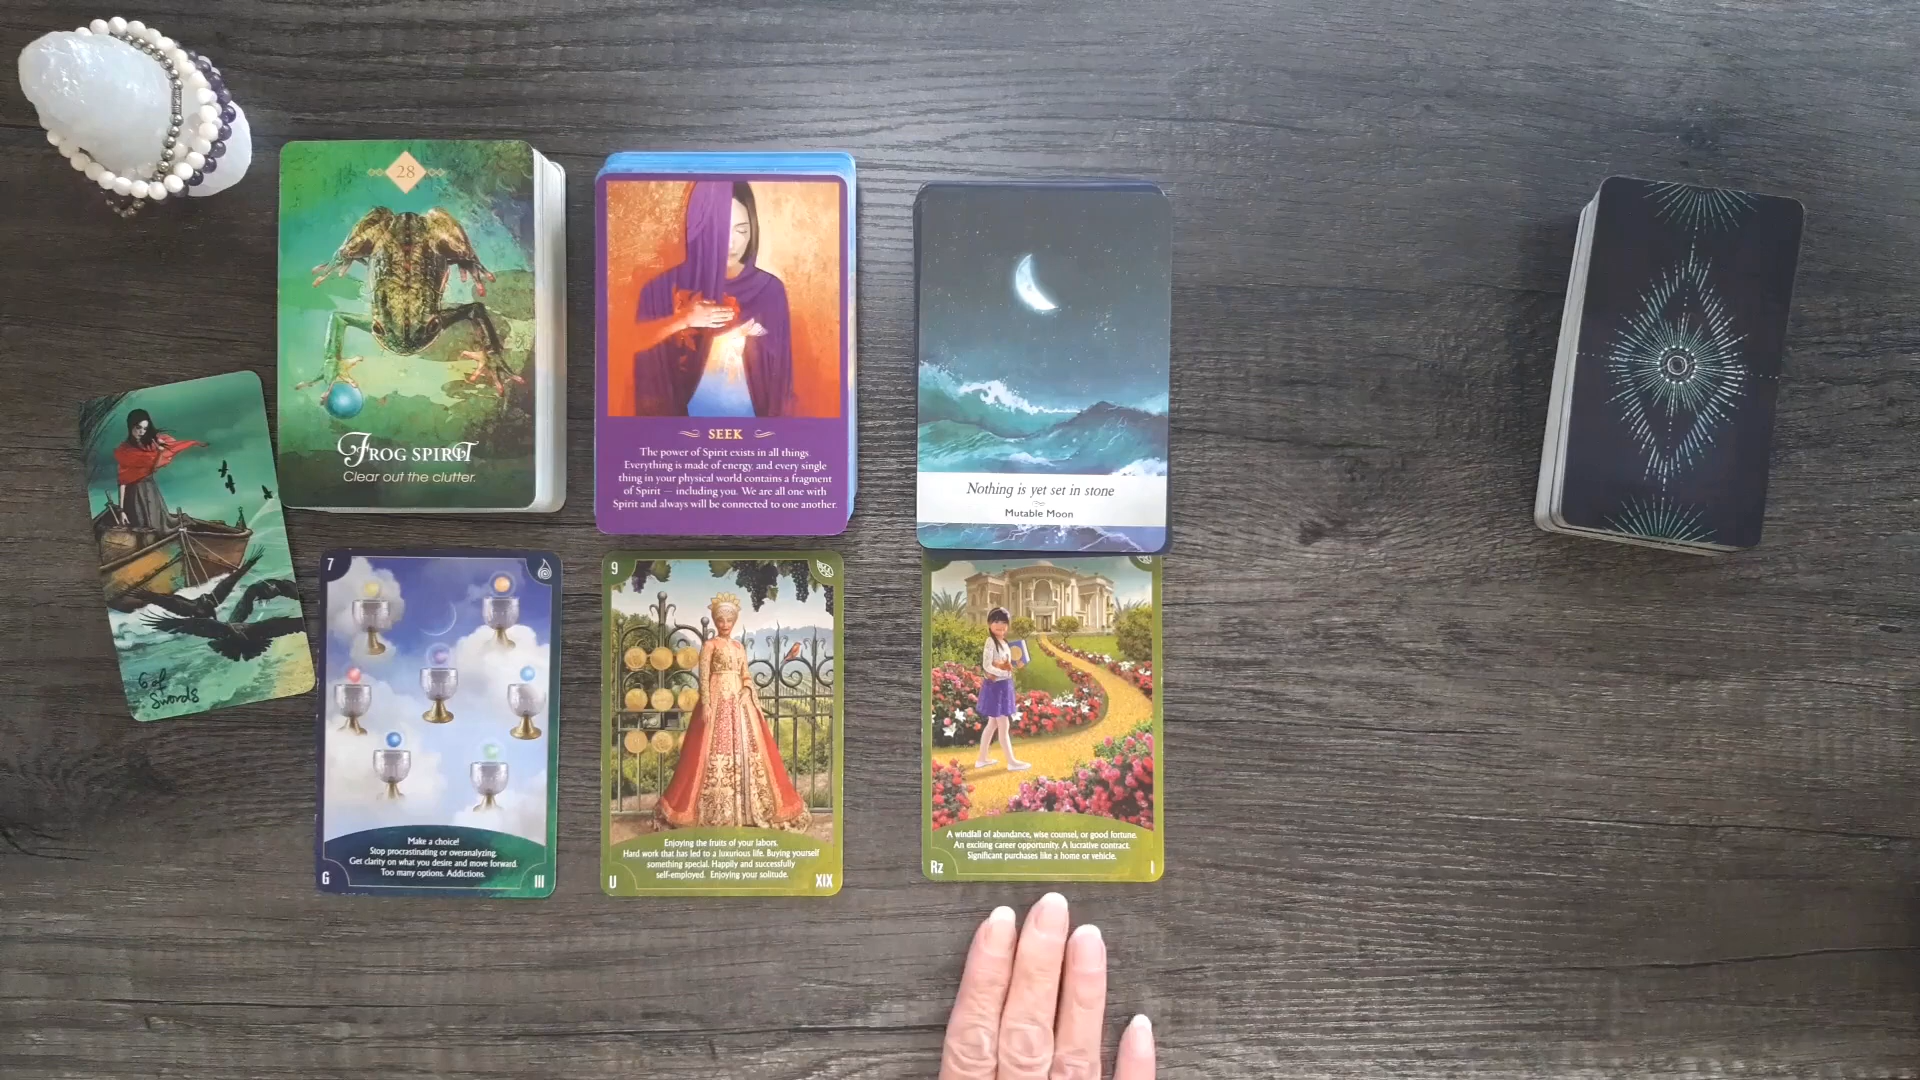 28
FROG SPIRIT
Clear out the clutter.
SEEK
The power of Spirit exists in all things.
Everything is made of energy, and every single
thing in your physical world contains a fragment
of Spirit — including you. We are all one with
Spirit and always will be connected to one another.
Nothing is yet set in stone
Mutable Moon
6 of
Swords
7
Make a choice!
Stop procrastinating or overanalyzing.
Get clarity on what you desire and move forward.
Too many options. Addictions.
G
III
9
Enjoying the fruits of your labors.
Hard work that has led to a luxurious life. Buying yourself
something special. Happily and successfully
self-employed. Enjoying your solitude.
U
XIX
A windfall of abundance, wise counsel, or good fortune.
An exciting career opportunity. A lucrative contract.
Significant purchases like a home or vehicle.
Rz
I